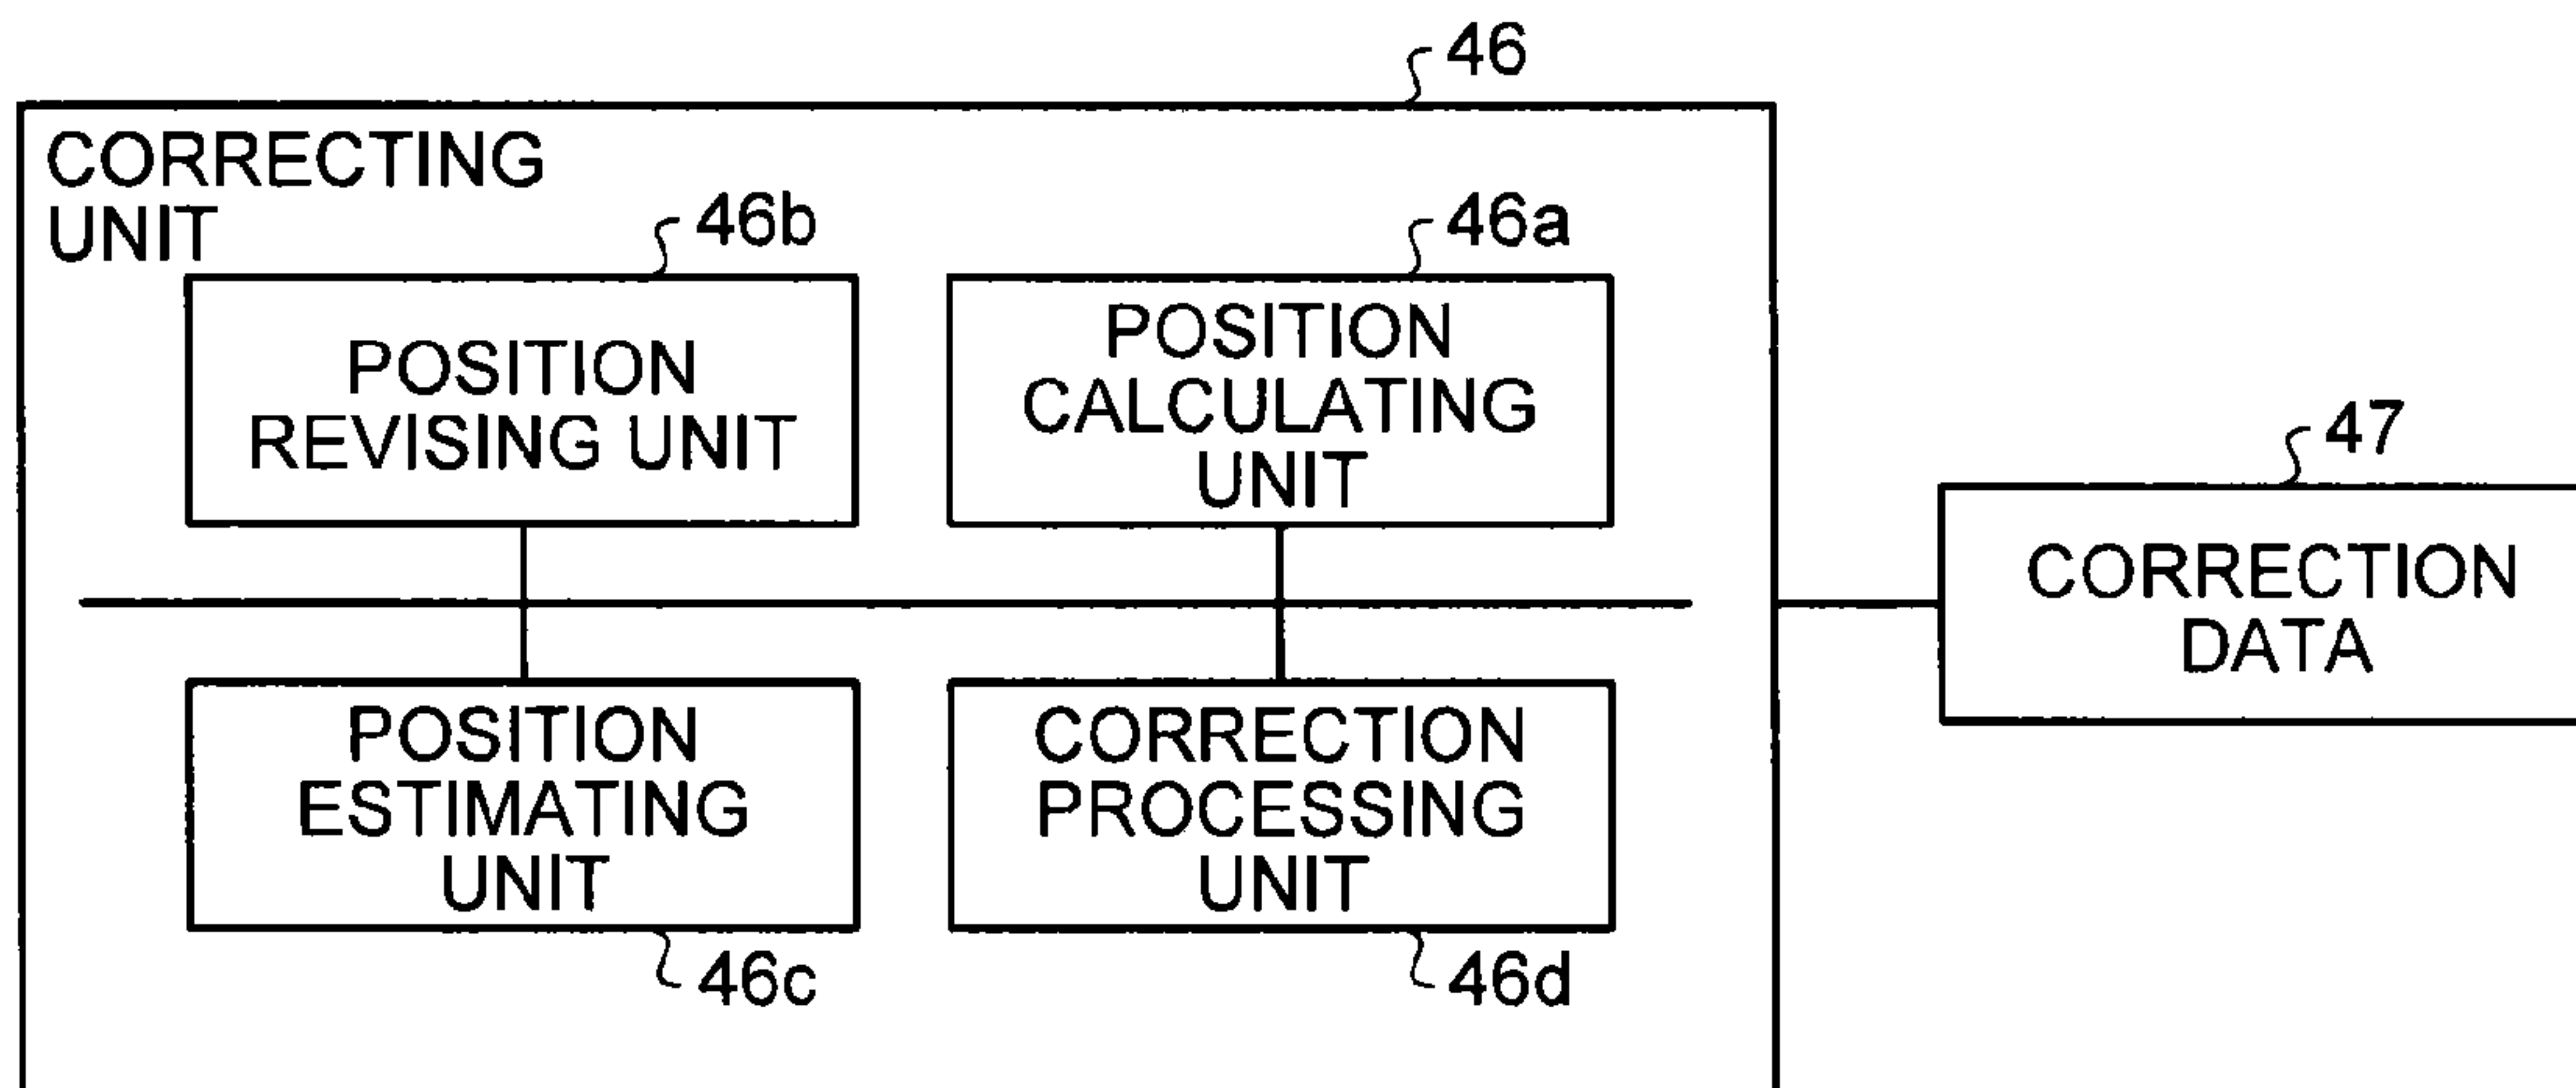 46
CORRECTING
UNIT
46b
46a
POSITION
REVISING UNIT
POSITION
CALCULATING
UNIT
47
CORRECTION
DATA
POSITION
ESTIMATING
UNIT
CORRECTION
PROCESSING
UNIT
46c
46d